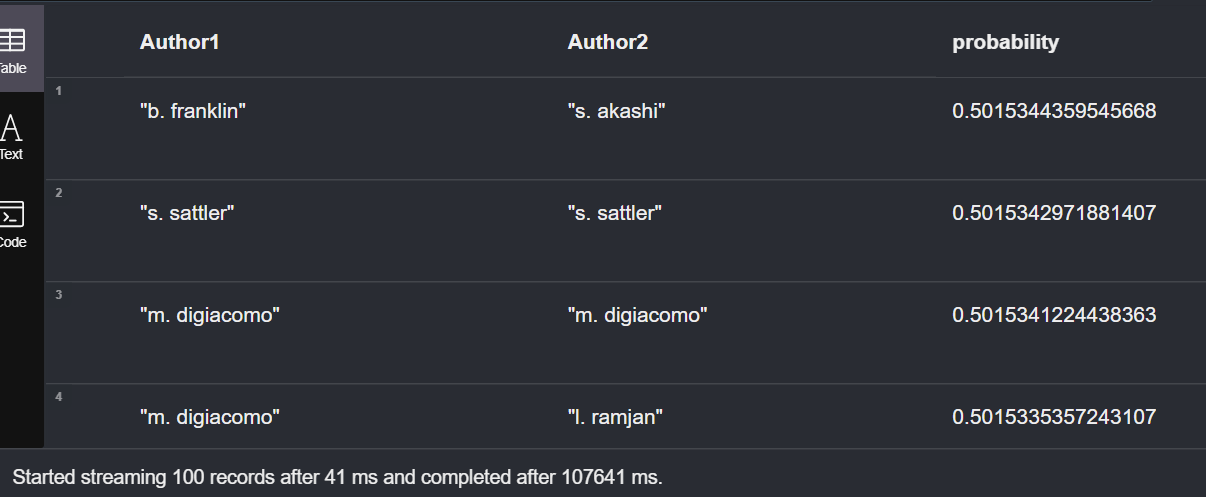 Author1 Author2 probability
able
1
"b. franklin" "s. akashi" 0.5015344359545668
Text
2
"s. sattler" "s. sattler" 0.5015342971881407
Code
3
"m. digiacomo" "m. digiacomo" 0.5015341224438363
4
"m. digiacomo" "l. ramjan" 0.5015335357243107
Started streaming 100 records after 41 ms and completed after 107641 ms.